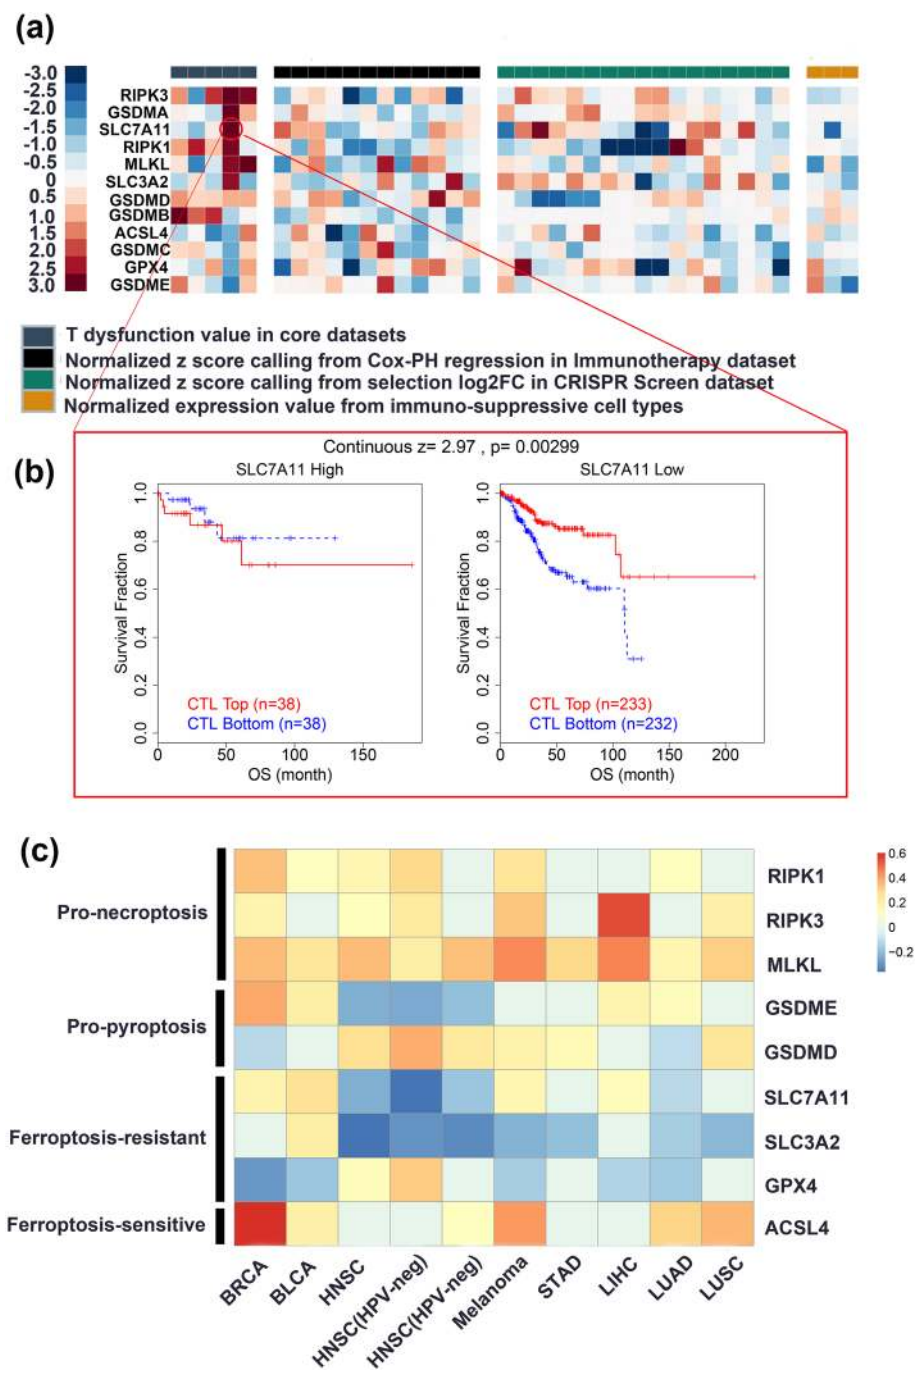 (a)
-3.0
-2.5
-2.0
-1.5
-1.0
-0.5
0
0.5
1.0
1.5
2.0
2.5
3.0
RIPK3
GSDMA
SLC7A11
RIPK1
MLKL
SLC3A2
GSDMD
GSDMB
ACSL4
GSDMC
GPX4
GSDME
T dysfunction value in core datasets
Normalized z score calling from Cox-PH regression in Immunotherapy dataset
Normalized z score calling from selection log2FC in CRISPR Screen dataset
Normalized expression value from immuno-suppressive cell types
(b)
Continuous z= 2.97 , p= 0.00299
SLC7A11 High
Survival Fraction
1.0
0.8
0.6
0.4
0.2
0.0
CTL Top (n=38)
CTL Bottom (n=38)
0 50 100 150
OS (month)
SLC7A11 Low
Survival Fraction
1.0
0.8
0.6
0.4
0.2
0.0
CTL Top (n=233)
CTL Bottom (n=232)
0 50 100 150 200
OS (month)
(c)
Pro-necroptosis
Pro-pyroptosis
Ferroptosis-resistant
Ferroptosis-sensitive
RIPK1
RIPK3
MLKL
GSDME
GSDMD
SLC7A11
SLC3A2
GPX4
ACSL4
0.6
0.4
0.2
0
−0.2
BRCA
BLCA
HNSC
HNSC(HPV-neg)
HNSC(HPV-neg)
Melanoma
STAD
LIHC
LUAD
LUSC